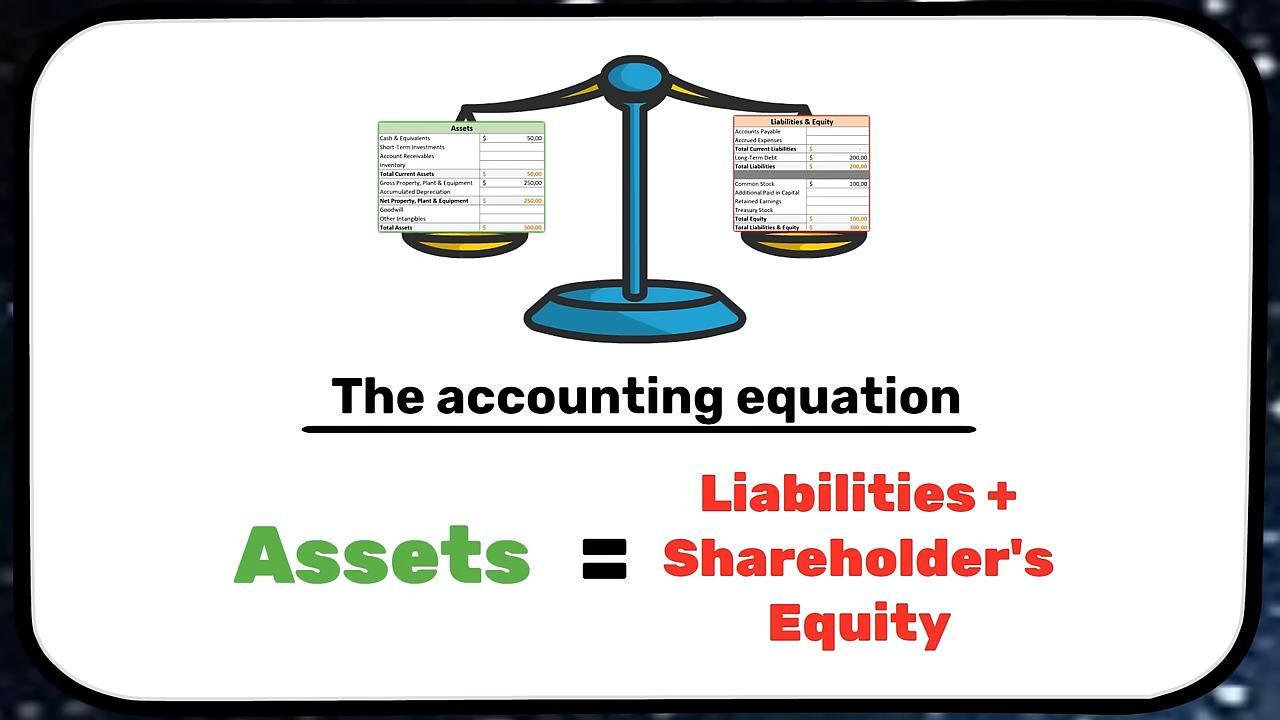 Assets
Cash & Equivalents $ 50,00
Short-Term Investments
Account Receivables
Inventory
Total Current Assets $ 50,00
Gross Property, Plant & Equipment $ 250,00
Accumulated Depreciation
Net Property, Plant & Equipment $ 250,00
Goodwill
Other Intangibles
Total Assets $ 300,00
Liabilities & Equity
Accounts Payable
Accrued Expenses
Total Current Liabilities $ -
Long-Term Debt $ 200,00
Total Liabilities $ 200,00
Common Stock $ 100,00
Additional Paid in Capital
Retained Earnings
Treasury Stock
Total Equity $ 100,00
Total Liabilities & Equity $ 300,00
The accounting equation
Assets = Liabilities +
Shareholder's
Equity